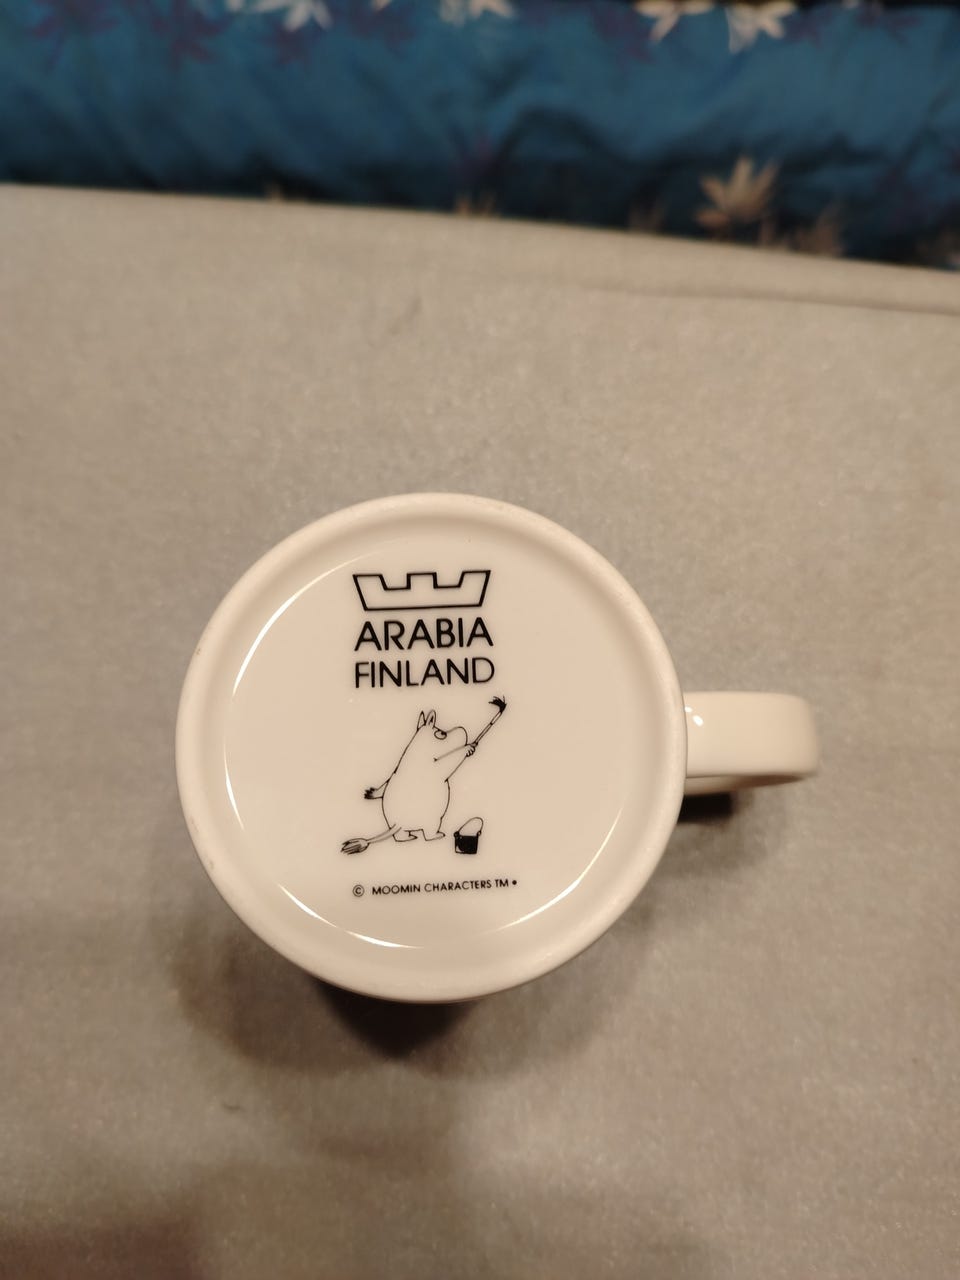 ARABIA
FINLAND
© MOOMIN CHARACTERS TM •